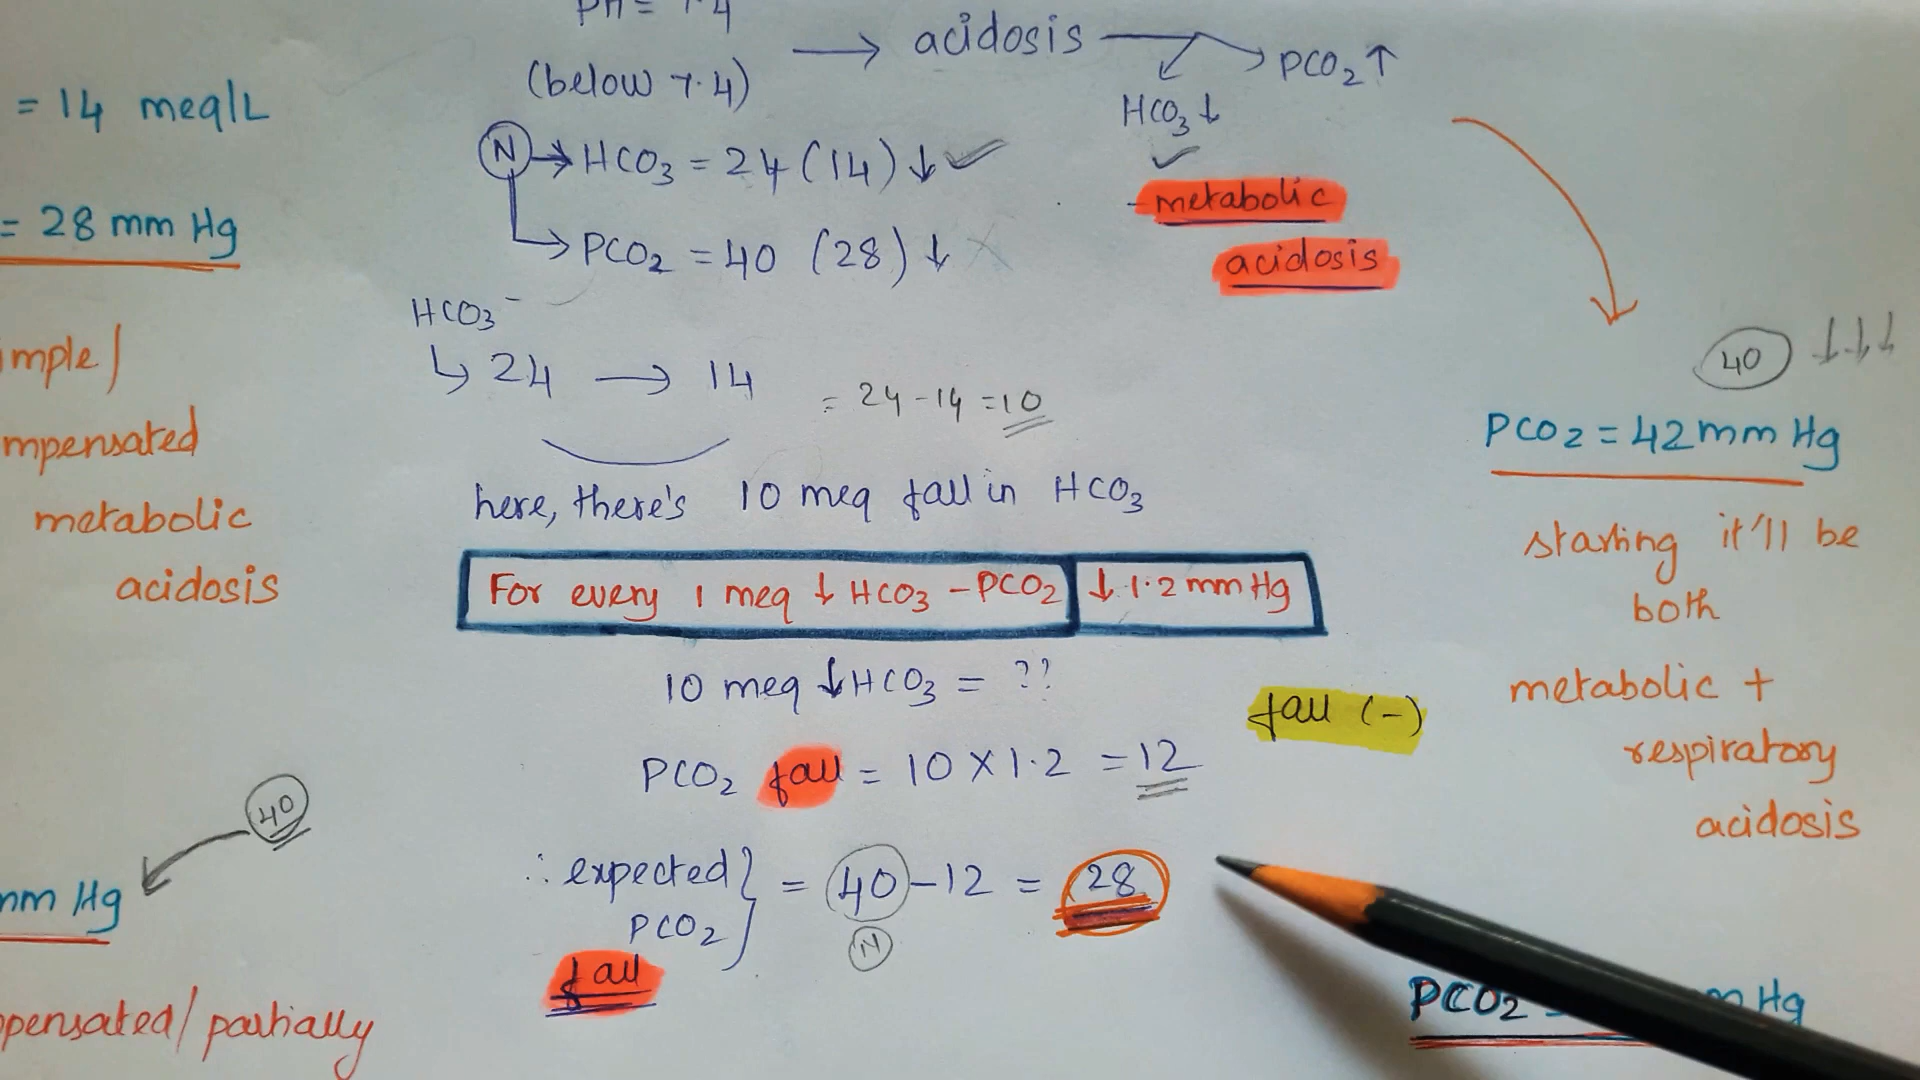 PH = 7.4
(below 7.4)
→ acidosis
PCO2 ↑
HCO3 ↓
✓
metabolic
acidosis
= 14 meq/L
= 28 mm Hg
N → HCO3 = 24 (14) ↓ ✓
→ PCO2 = 40 (28) ↓ ×
HCO3⁻
↳ 24 → 14
= 24 - 14 = 10
here, there's 10 meq fall in HCO3
For every 1 meq ↓ HCO3 - PCO2 ↓ 1.2 mm Hg
10 meq ↓ HCO3 = ??
fall (-)
PCO2 fall = 10 X 1.2 = 12
∴ expected } = 40 - 12 = 28
PCO2
N
fall
metabolic
acidosis
40
mm Hg
partially
40 ↓↓↓
PCO2 = 42 mm Hg
starting it'll be
both
metabolic +
respiratory
acidosis
PCO2
Hg